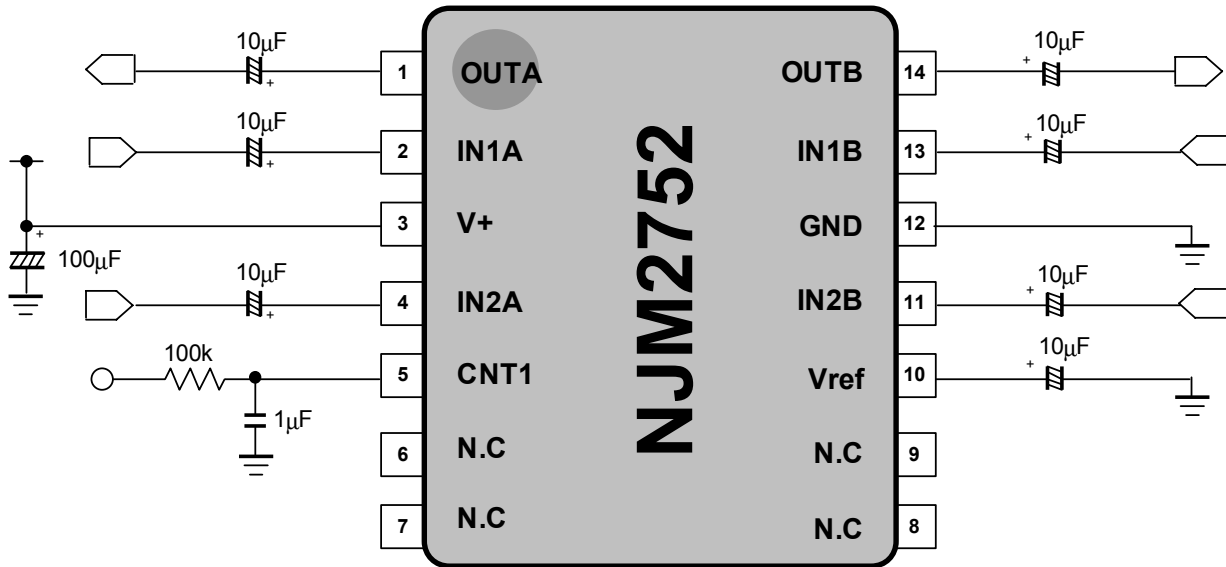 10μF
1
OUTA
OUTB
14
+
10μF
+
10μF
2
IN1A
IN1B
13
+
10μF
+
3
V+
GND
12
+
100μF
10μF
4
IN2A
IN2B
11
+
10μF
+
100k
5
CNT1
Vref
10
+
10μF
1μF
6
N.C
N.C
9
7
N.C
N.C
8
NJM2752